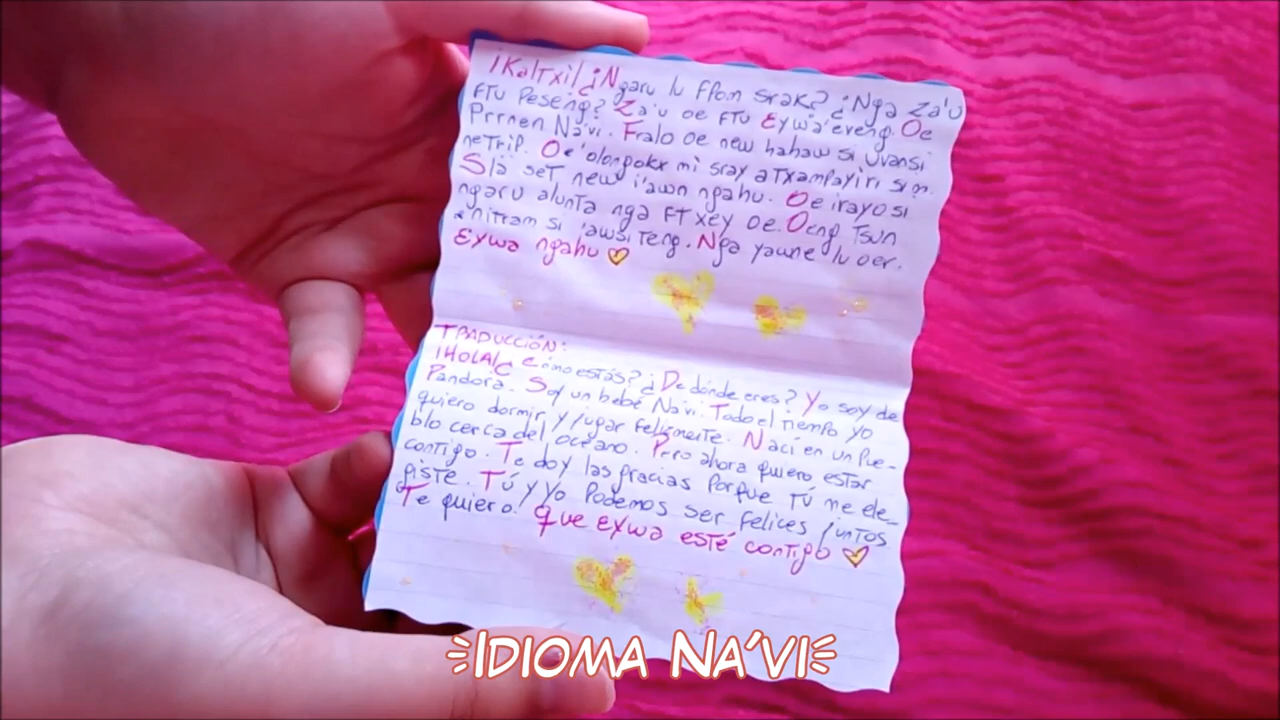 ¡Kaltxì! ¿Ngaru lu fpom srak? ¿Nga Za'u
FTU Peseng? Za'u oe FTU Eywa'eveng. Oe
Prrnen Na'vi. Fralo oe new hahaw si uvansi
neTrip. Oe 'olongokx mì sray aTxampayìri sìn.
Slä seT new i'awn ngahu. Oe irayo si
ngaru alunTa nga FTxey oe. Oeng Tsun
niTram si 'awsiTeng. Nga yawne lu oer.
Eywa ngahu
TRADUCCIÓN:
¡HOLA! ¿Cómo estás? ¿De dónde eres? Yo soy de
Pandora. Soy un bebé Na'vi. Todo el tiempo yo
quiero dormir y jugar felizmente. Nací en un pue-
blo cerca del océano. Pero ahora quiero estar
contigo. Te doy las gracias porque Tú me ele_
giste. Tú y yo Podemos ser felices juntos
Te quiero. Que Eywa esté contigo
IDIOMA NA'VI